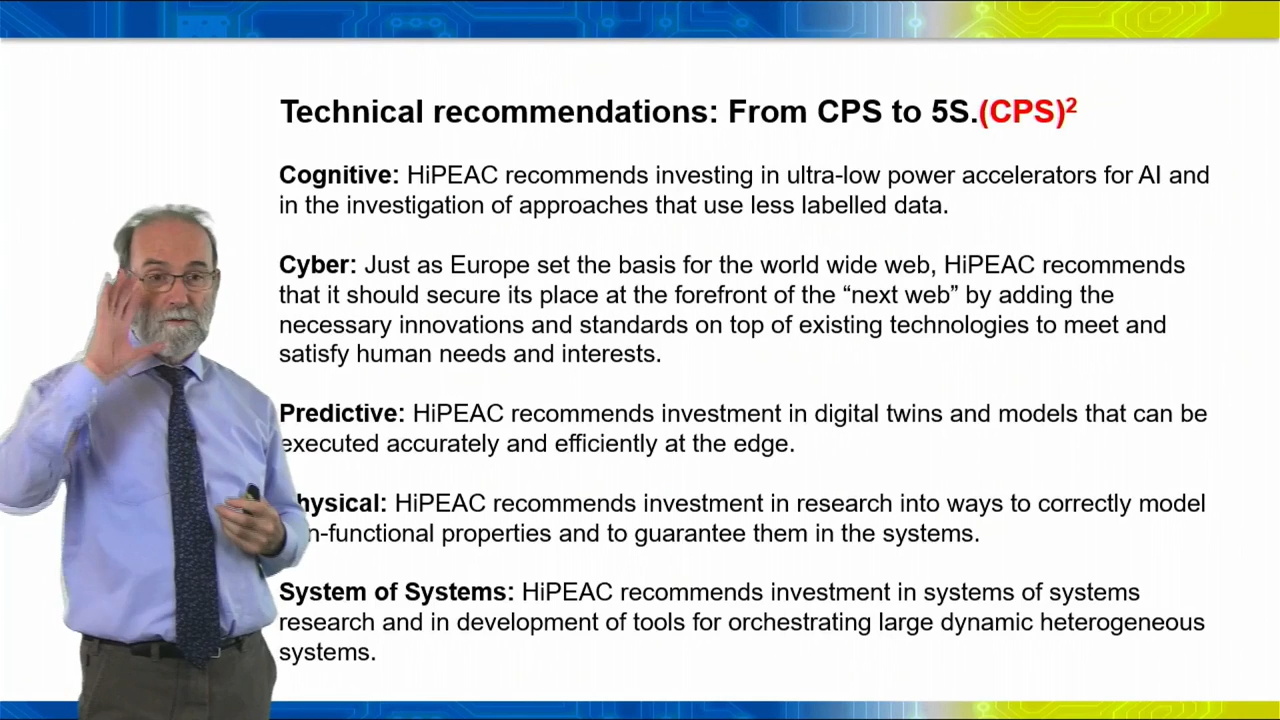 Technical recommendations: From CPS to 5S.(CPS)²
Cognitive: HiPEAC recommends investing in ultra-low power accelerators for AI and
in the investigation of approaches that use less labelled data.
Cyber: Just as Europe set the basis for the world wide web, HiPEAC recommends
that it should secure its place at the forefront of the “next web” by adding the
necessary innovations and standards on top of existing technologies to meet and
satisfy human needs and interests.
Predictive: HiPEAC recommends investment in digital twins and models that can be
executed accurately and efficiently at the edge.
hysical: HiPEAC recommends investment in research into ways to correctly model
n-functional properties and to guarantee them in the systems.
System of Systems: HiPEAC recommends investment in systems of systems
research and in development of tools for orchestrating large dynamic heterogeneous
systems.